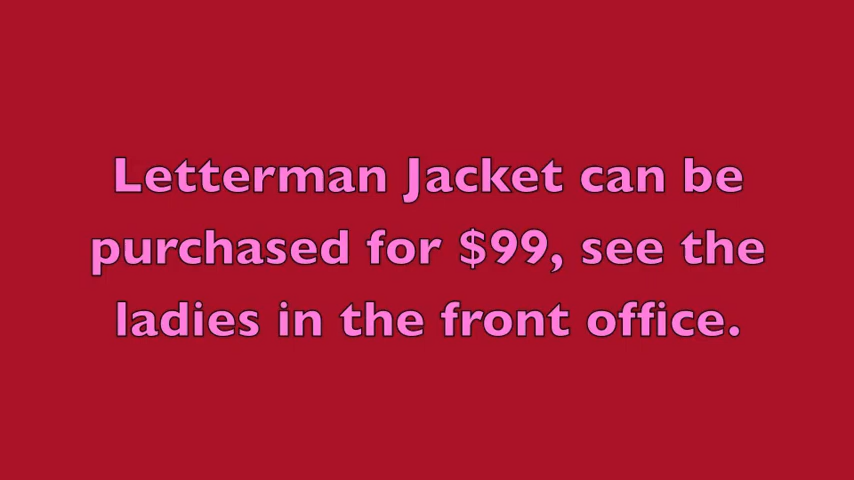 Letterman Jacket can be
purchased for $99, see the
ladies in the front office.